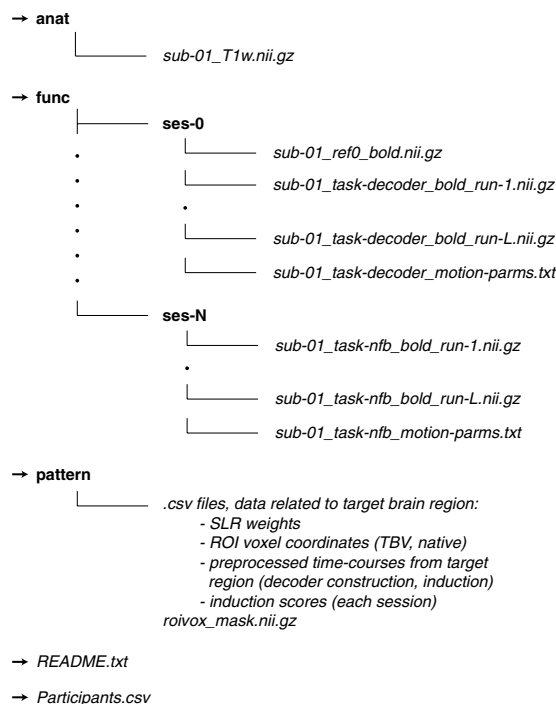 → anat
sub-01_T1w.nii.gz
→ func
ses-0
sub-01_ref0_bold.nii.gz
sub-01_task-decoder_bold_run-1.nii.gz
sub-01_task-decoder_bold_run-L.nii.gz
sub-01_task-decoder_motion-parms.txt
ses-N
sub-01_task-nfb_bold_run-1.nii.gz
sub-01_task-nfb_bold_run-L.nii.gz
sub-01_task-nfb_motion-parms.txt
→ pattern
.csv files, data related to target brain region:
- SLR weights
- ROI voxel coordinates (TBV, native)
- preprocessed time-courses from target
region (decoder construction, induction)
- induction scores (each session)
roivox_mask.nii.gz
→ README.txt
→ Participants.csv